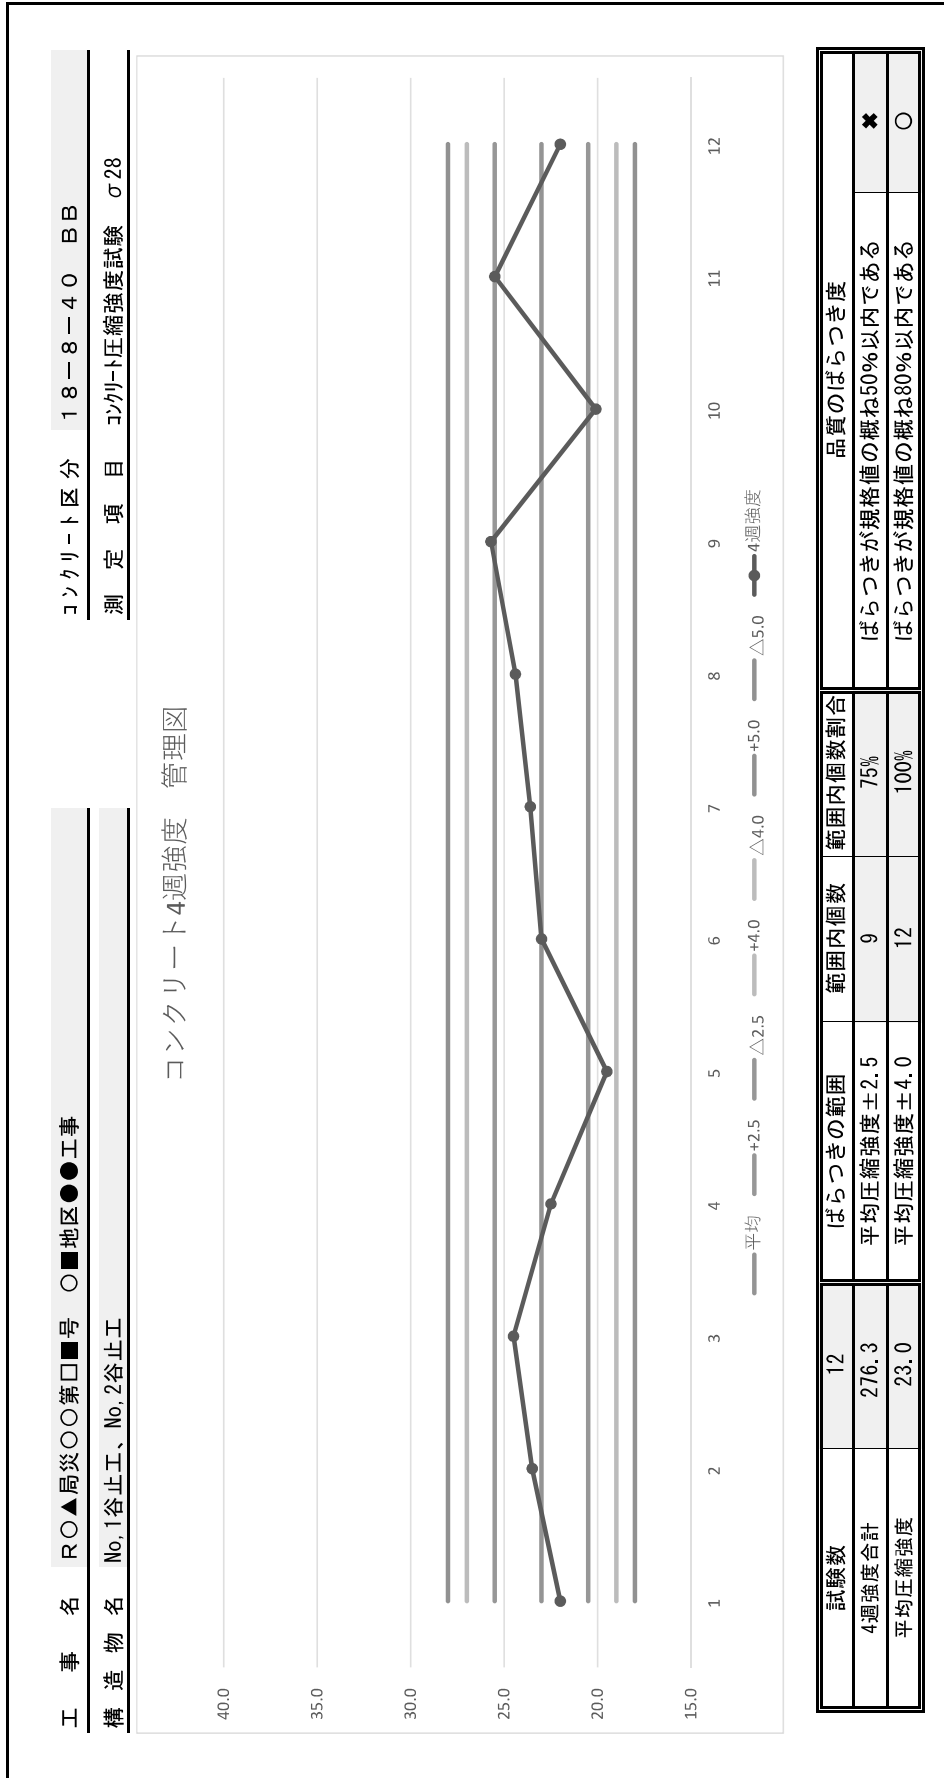 工 事 名 R○▲局災○○第□■号 ○■地区●●工事
コンクリート区分 18-8-40 BB
構 造 物 名 No,1谷止工、No,2谷止工
測 定 項 目 コンクリート圧縮強度試験 σ28
コンクリート4週強度 管理図
40.0
35.0
30.0
25.0
20.0
15.0
1 2 3 4 5 6 7 8 9 10 11 12
平均 +2.5 △2.5 +4.0 △4.0 +5.0 △5.0 4週強度
試験数 12 ばらつきの範囲 範囲内個数 範囲内個数割合 品質のばらつき度
4週強度合計 276.3 平均圧縮強度±2.5 9 75% ばらつきが規格値の概ね50%以内である ✖
平均圧縮強度 23.0 平均圧縮強度±4.0 12 100% ばらつきが規格値の概ね80%以内である ○